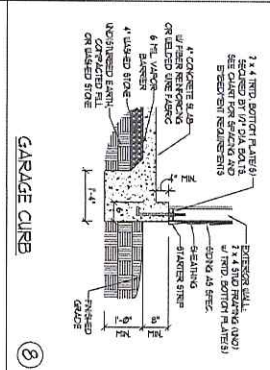 2 x 4 TRTD. BOTTOM PLATE(S)
SECURED BY 1/2" DIA. BOLTS.
SEE CHART FOR SPACING AND
EMBEDMENT REQUIREMENTS
4" CONCRETE SLAB
W/ FIBER REINFORCING
OR WELDED WIRE FABRIC
6 MIL VAPOR
BARRIER
4" WASHED STONE
UNDISTURBED EARTH,
COMPACTED FILL
OR WASHED STONE
EXTERIOR WALL:
2 x 4 STUD FRAMING (UNO)
W/ TRTD. BOTTOM PLATE(S)
SIDING AS SPEC.
SHEATHING
STARTER STRIP
4" MIN.
6"
8"
MIN.
1'-0"
MIN.
FINISHED
GRADE
1'-4"
GARAGE CURB
8